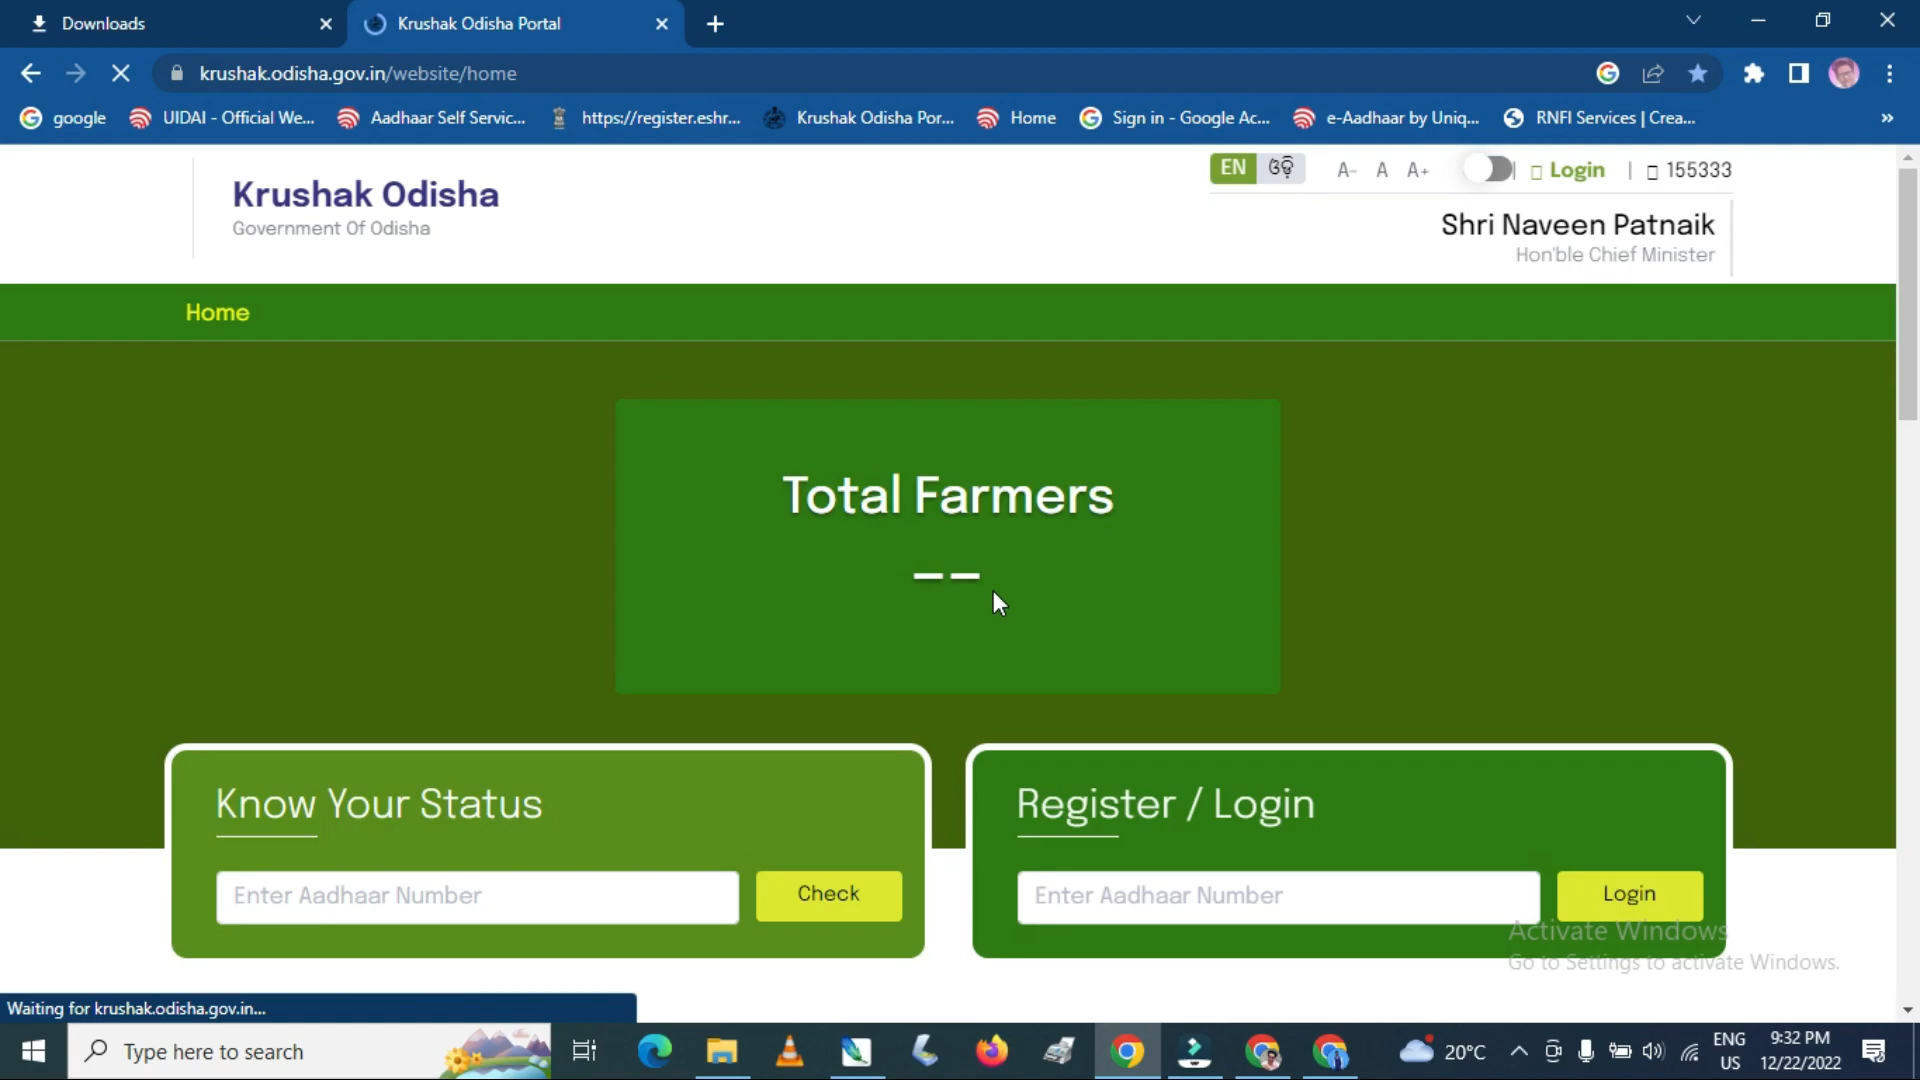 Downloads
Krushak Odisha Portal
krushak.odisha.gov.in/website/home
google
UIDAI - Official We...
Aadhaar Self Servic...
https://register.eshr...
Krushak Odisha Por...
Home
Sign in - Google Ac...
e-Aadhaar by Uniq...
RNFI Services | Crea...
»
Krushak Odisha
Government Of Odisha
EN ଓଡ଼ି A- A A+ | Login | 155333
Shri Naveen Patnaik
Hon'ble Chief Minister
Home
Total Farmers
--
Know Your Status
Enter Aadhaar Number
Check
Register / Login
Enter Aadhaar Number
Login
Activate Windows
Go to Settings to activate Windows.
Waiting for krushak.odisha.gov.in...
Type here to search
20°C
ENG
US
9:32 PM
12/22/2022